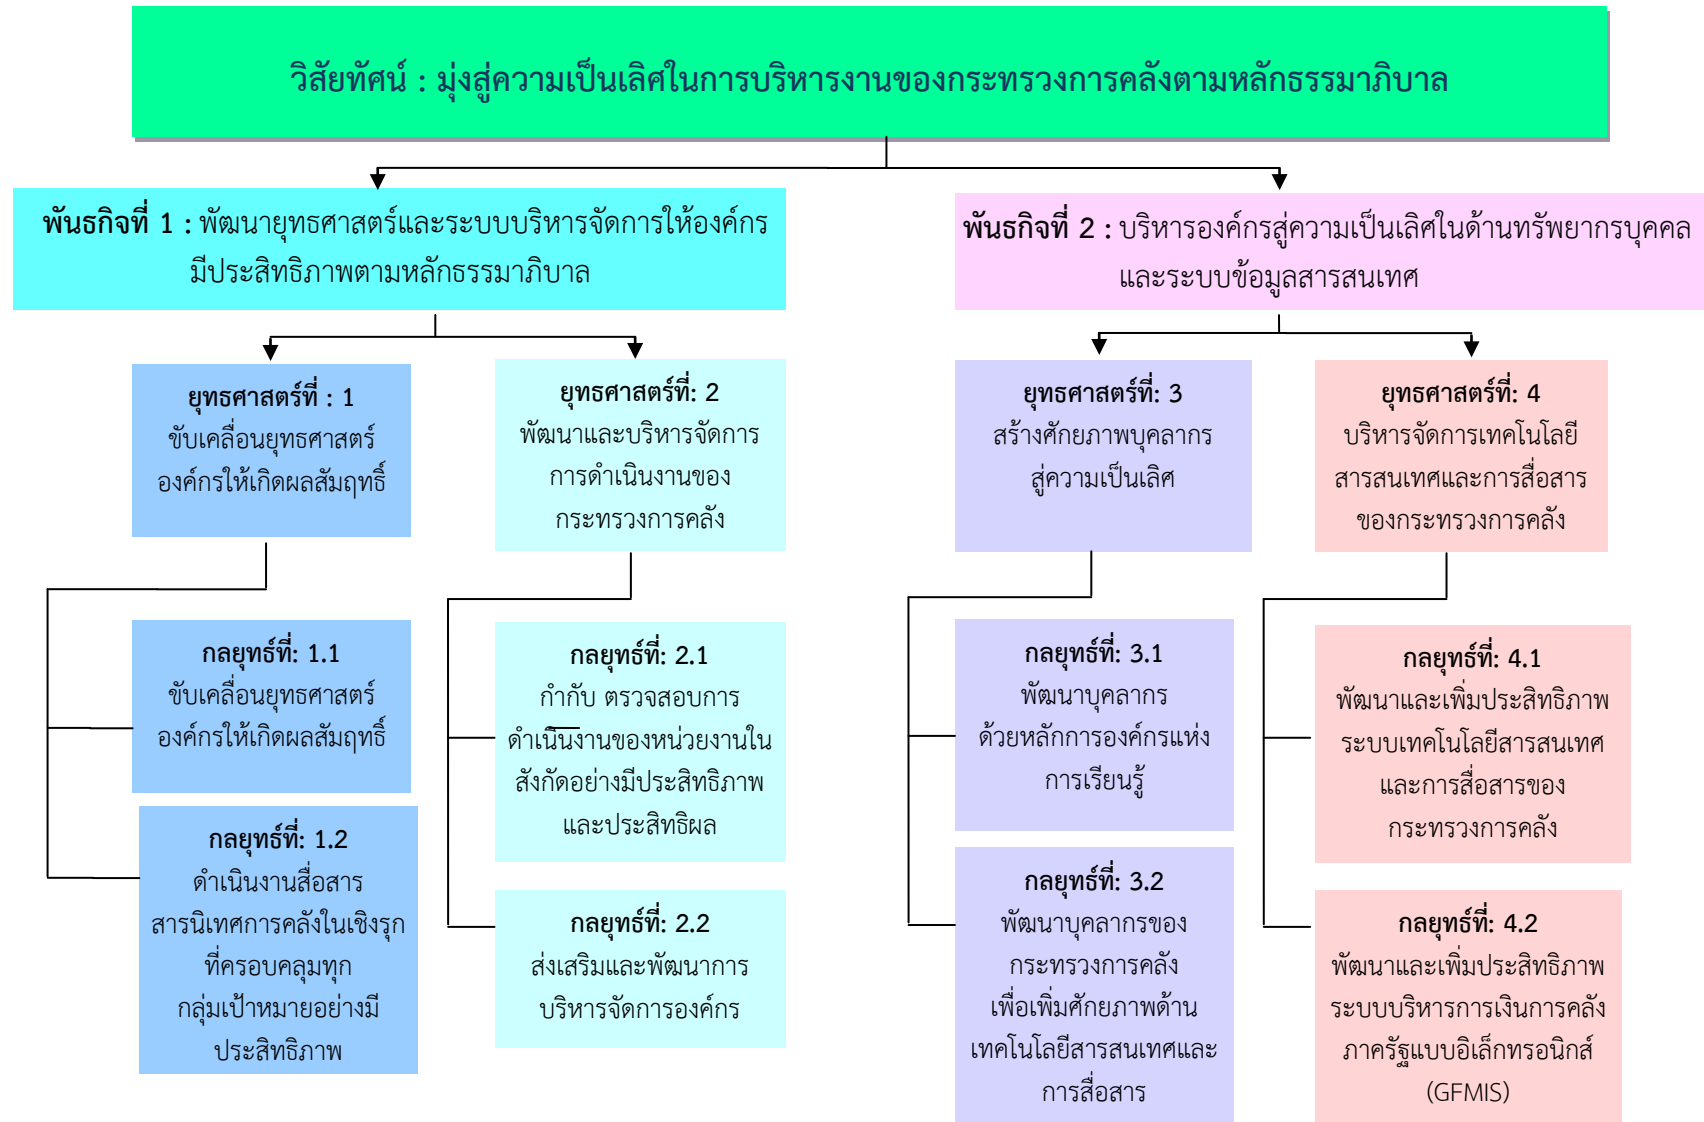 วิสัยทัศน์ : มุ่งสู่ความเป็นเลิศในการบริหารงานของกระทรวงการคลังตามหลักธรรมาภิบาล
พันธกิจที่ 1 : พัฒนายุทธศาสตร์และระบบบริหารจัดการให้องค์กร
มีประสิทธิภาพตามหลักธรรมาภิบาล
พันธกิจที่ 2 : บริหารองค์กรสู่ความเป็นเลิศในด้านทรัพยากรบุคคล
และระบบข้อมูลสารสนเทศ
ยุทธศาสตร์ที่ : 1
ขับเคลื่อนยุทธศาสตร์
องค์กรให้เกิดผลสัมฤทธิ์
ยุทธศาสตร์ที่: 2
พัฒนาและบริหารจัดการ
การดำเนินงานของ
กระทรวงการคลัง
ยุทธศาสตร์ที่: 3
สร้างศักยภาพบุคลากร
สู่ความเป็นเลิศ
ยุทธศาสตร์ที่: 4
บริหารจัดการเทคโนโลยี
สารสนเทศและการสื่อสาร
ของกระทรวงการคลัง
กลยุทธ์ที่: 1.1
ขับเคลื่อนยุทธศาสตร์
องค์กรให้เกิดผลสัมฤทธิ์
กลยุทธ์ที่: 1.2
ดำเนินงานสื่อสาร
สารนิเทศการคลังในเชิงรุก
ที่ครอบคลุมทุก
กลุ่มเป้าหมายอย่างมี
ประสิทธิภาพ
กลยุทธ์ที่: 2.1
กำกับ ตรวจสอบการ
ดำเนินงานของหน่วยงานใน
สังกัดอย่างมีประสิทธิภาพ
และประสิทธิผล
กลยุทธ์ที่: 2.2
ส่งเสริมและพัฒนาการ
บริหารจัดการองค์กร
กลยุทธ์ที่: 3.1
พัฒนาบุคลากร
ด้วยหลักการองค์กรแห่ง
การเรียนรู้
กลยุทธ์ที่: 3.2
พัฒนาบุคลากรของ
กระทรวงการคลัง
เพื่อเพิ่มศักยภาพด้าน
เทคโนโลยีสารสนเทศและ
การสื่อสาร
กลยุทธ์ที่: 4.1
พัฒนาและเพิ่มประสิทธิภาพ
ระบบเทคโนโลยีสารสนเทศ
และการสื่อสารของ
กระทรวงการคลัง
กลยุทธ์ที่: 4.2
พัฒนาและเพิ่มประสิทธิภาพ
ระบบบริหารการเงินการคลัง
ภาครัฐแบบอิเล็กทรอนิกส์
(GFMIS)